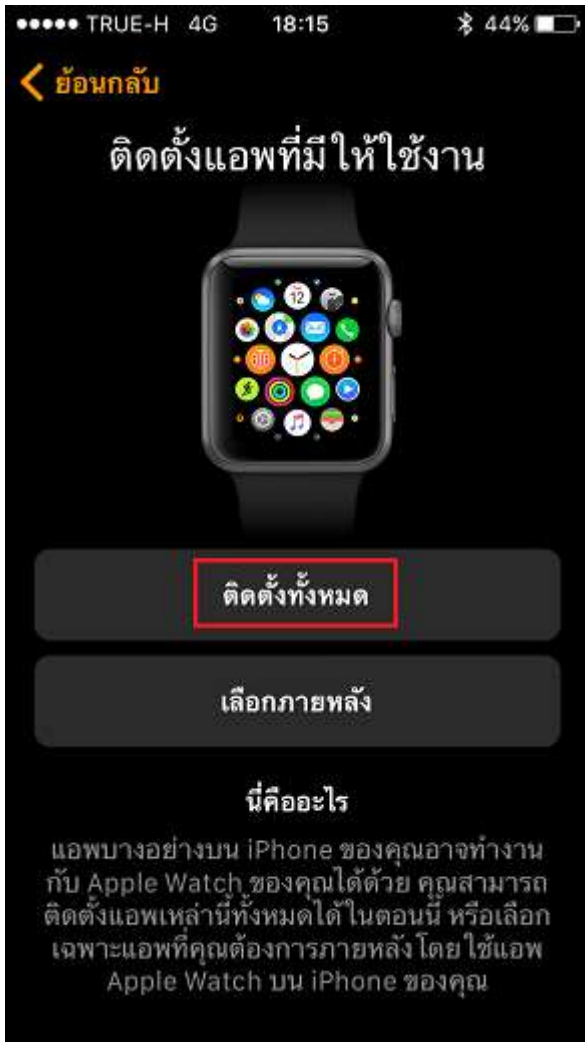 TRUE-H 4G 18:15 44%
ย้อนกลับ
ติดตั้งแอพที่มีให้ใช้งาน
12
ติดตั้งทั้งหมด
เลือกภายหลัง
นี่คืออะไร
แอพบางอย่างบน iPhone ของคุณอาจทำงาน
กับ Apple Watch ของคุณได้ด้วย คุณสามารถ
ติดตั้งแอพเหล่านี้ทั้งหมดได้ในตอนนี้ หรือเลือก
เฉพาะแอพที่คุณต้องการภายหลังโดยใช้แอพ
Apple Watch บน iPhone ของคุณ